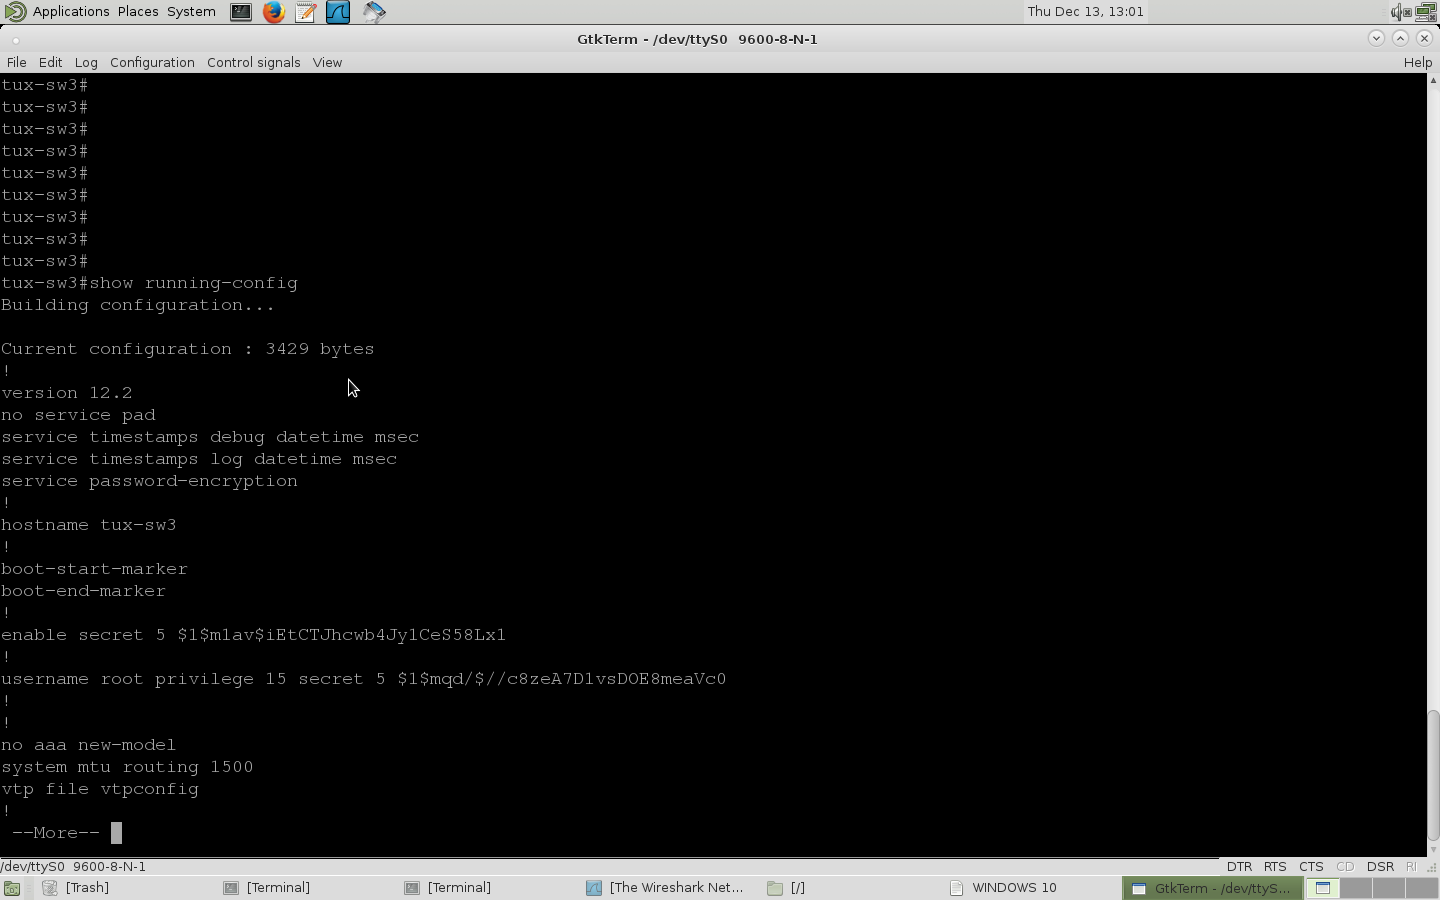 Applications Places System
Thu Dec 13, 13:01
GtkTerm - /dev/ttyS0 9600-8-N-1
File Edit Log Configuration Control signals View Help
tux-sw3#
tux-sw3#
tux-sw3#
tux-sw3#
tux-sw3#
tux-sw3#
tux-sw3#
tux-sw3#
tux-sw3#
tux-sw3#show running-config
Building configuration...
Current configuration : 3429 bytes
!
version 12.2
no service pad
service timestamps debug datetime msec
service timestamps log datetime msec
service password-encryption
!
hostname tux-sw3
!
boot-start-marker
boot-end-marker
!
enable secret 5 $1$m1av$iEtCTJhcwb4Jy1CeS58Lx1
!
username root privilege 15 secret 5 $1$mqd/$//c8zeA7D1vsDOE8meaVc0
!
!
no aaa new-model
system mtu routing 1500
vtp file vtpconfig
!
--More--
/dev/ttyS0 9600-8-N-1 DTR RTS CTS CD DSR RI
[Trash] [Terminal] [Terminal] [The Wireshark Net... [/] WINDOWS 10 GtkTerm - /dev/ttyS...